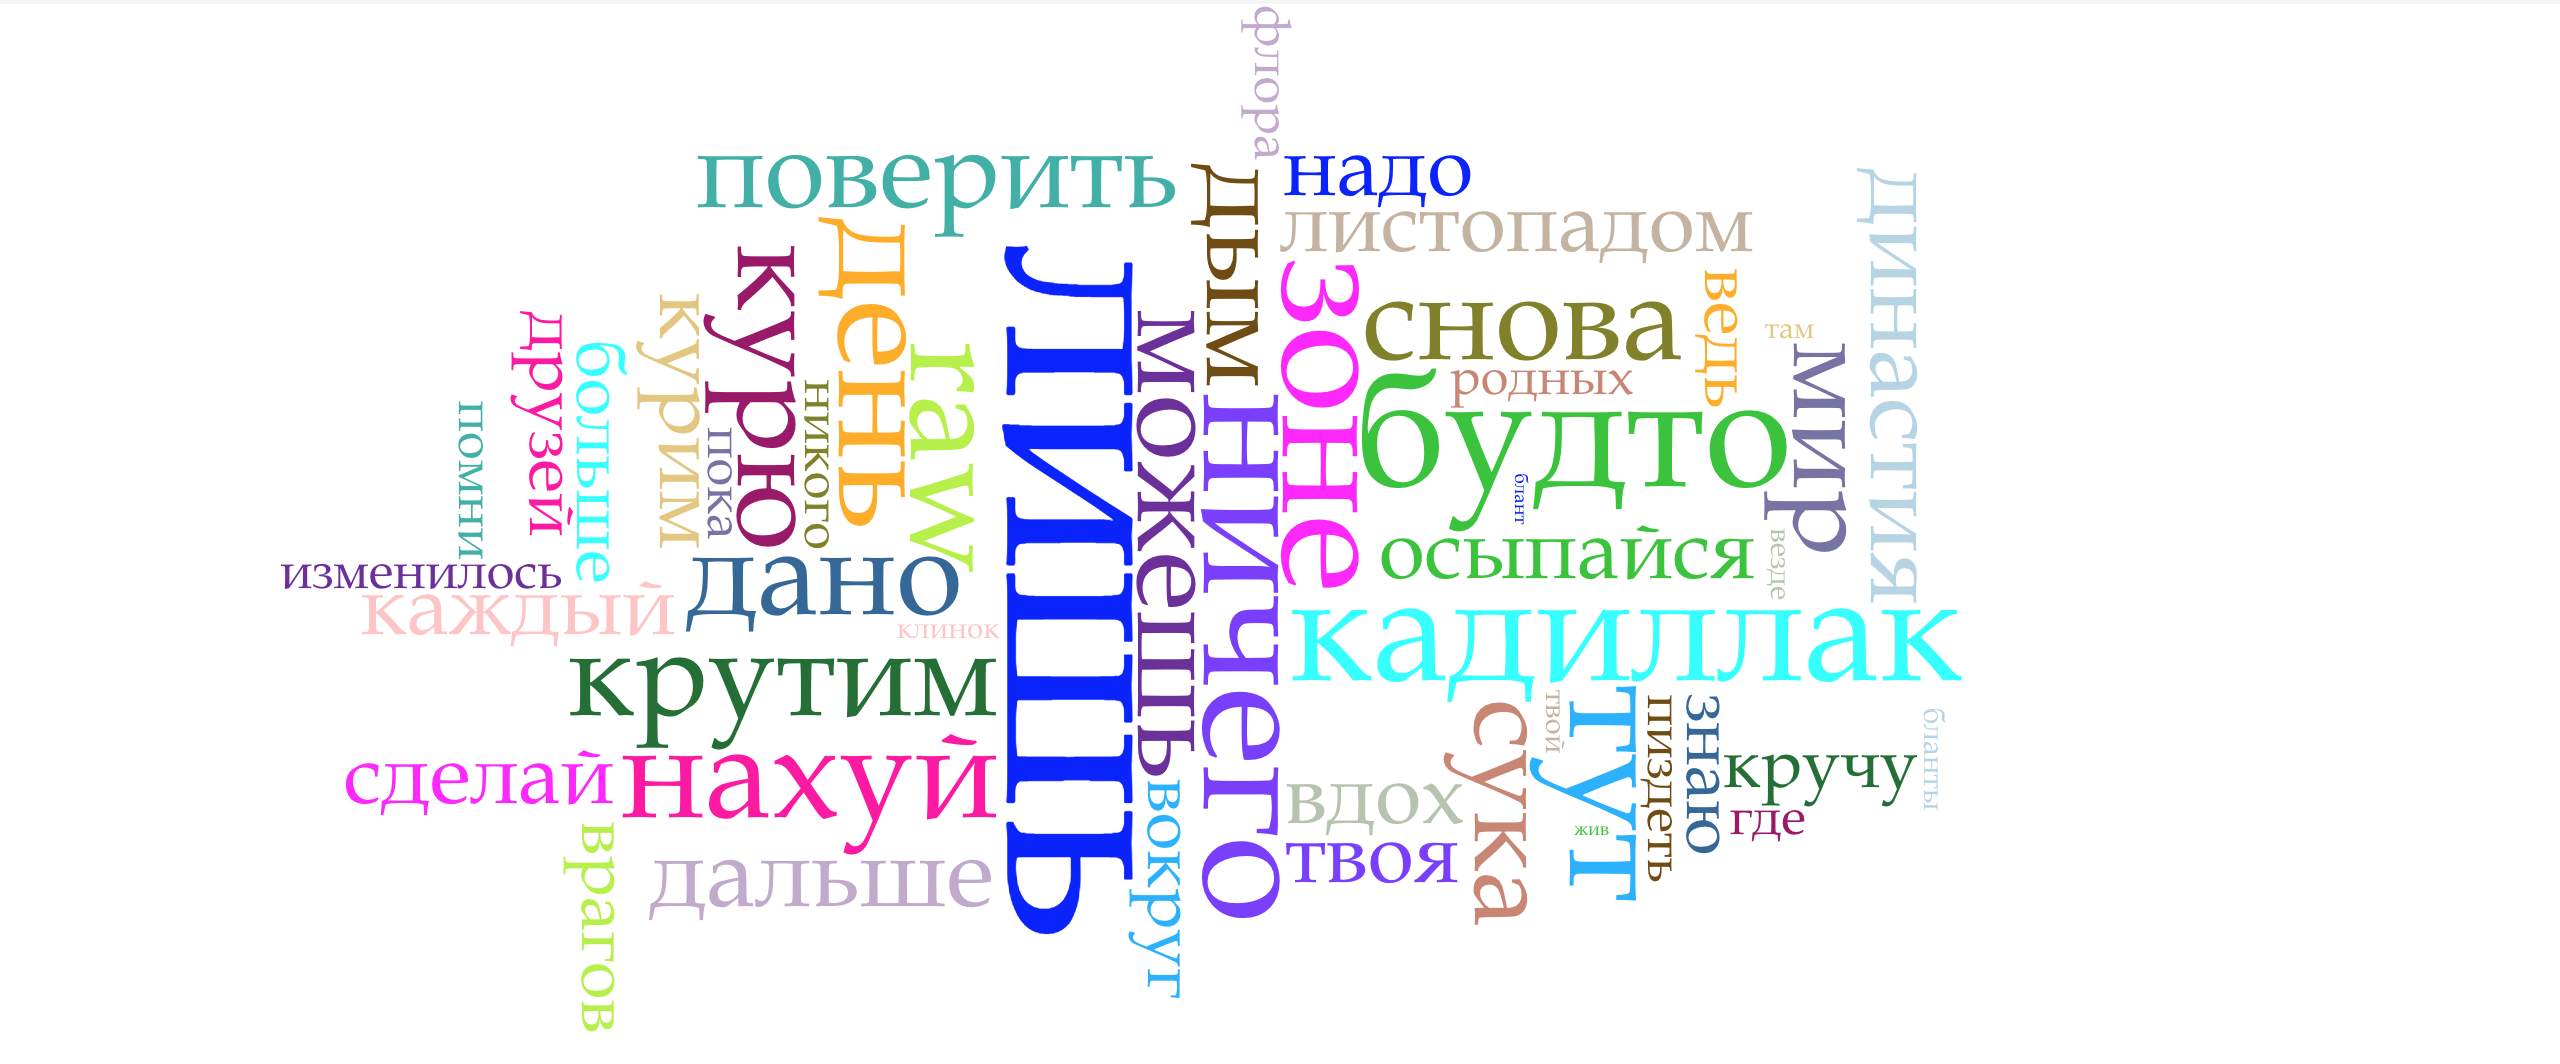 флора
поверить
дым
надо
листопадом
династия
день
курю
лишь
зоне
снова
ведь
там
курим
друзей
больше
raw
можешь
родных
мир
будто
никого
пока
помни
ничего
блант
осыпайся
везде
изменилось
каждый
дано
клинок
кадиллак
крутим
сука
твой
тут
пиздеть
знаю
бланты
сделай
нахуй
вокруг
вдох
кручу
где
жив
твоя
врагов
дальше